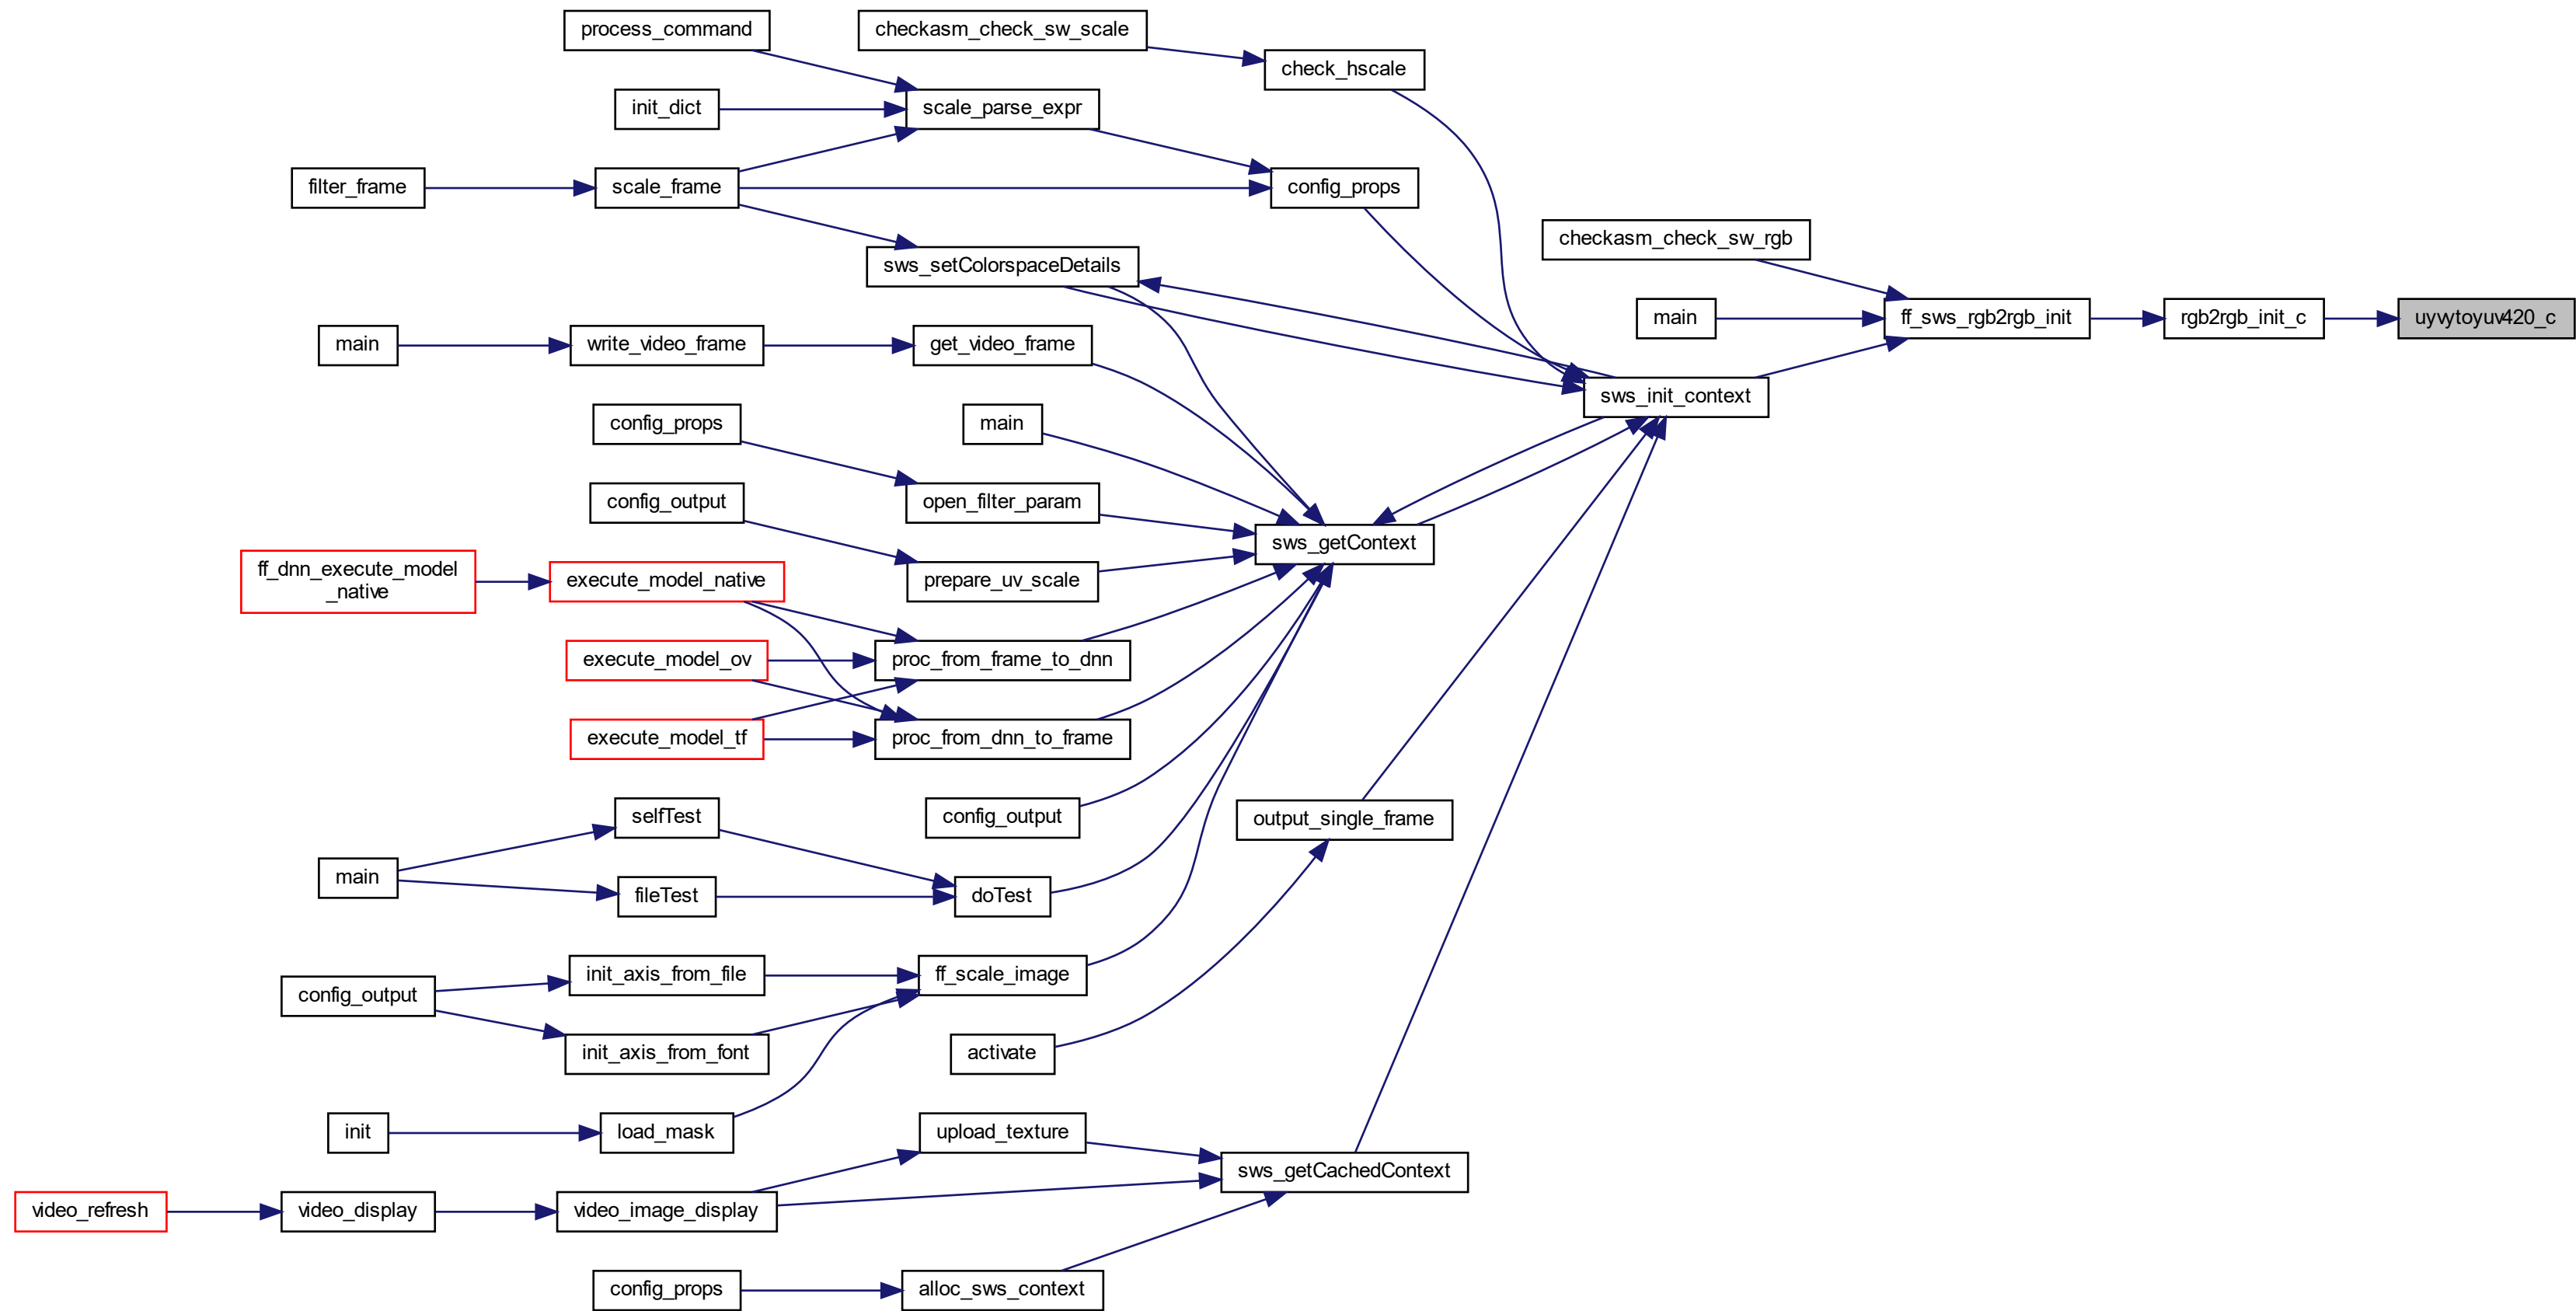 process_command
checkasm_check_sw_scale
check_hscale
init_dict
scale_parse_expr
filter_frame
scale_frame
config_props
checkasm_check_sw_rgb
sws_setColorspaceDetails
main
write_video_frame
get_video_frame
main
ff_sws_rgb2rgb_init
rgb2rgb_init_c
uyvytoyuv420_c
sws_init_context
config_props
main
config_output
open_filter_param
sws_getContext
ff_dnn_execute_model
_native
execute_model_native
prepare_uv_scale
execute_model_ov
proc_from_frame_to_dnn
execute_model_tf
proc_from_dnn_to_frame
selfTest
config_output
output_single_frame
main
fileTest
doTest
config_output
init_axis_from_file
ff_scale_image
init_axis_from_font
activate
init
load_mask
upload_texture
sws_getCachedContext
video_refresh
video_display
video_image_display
config_props
alloc_sws_context